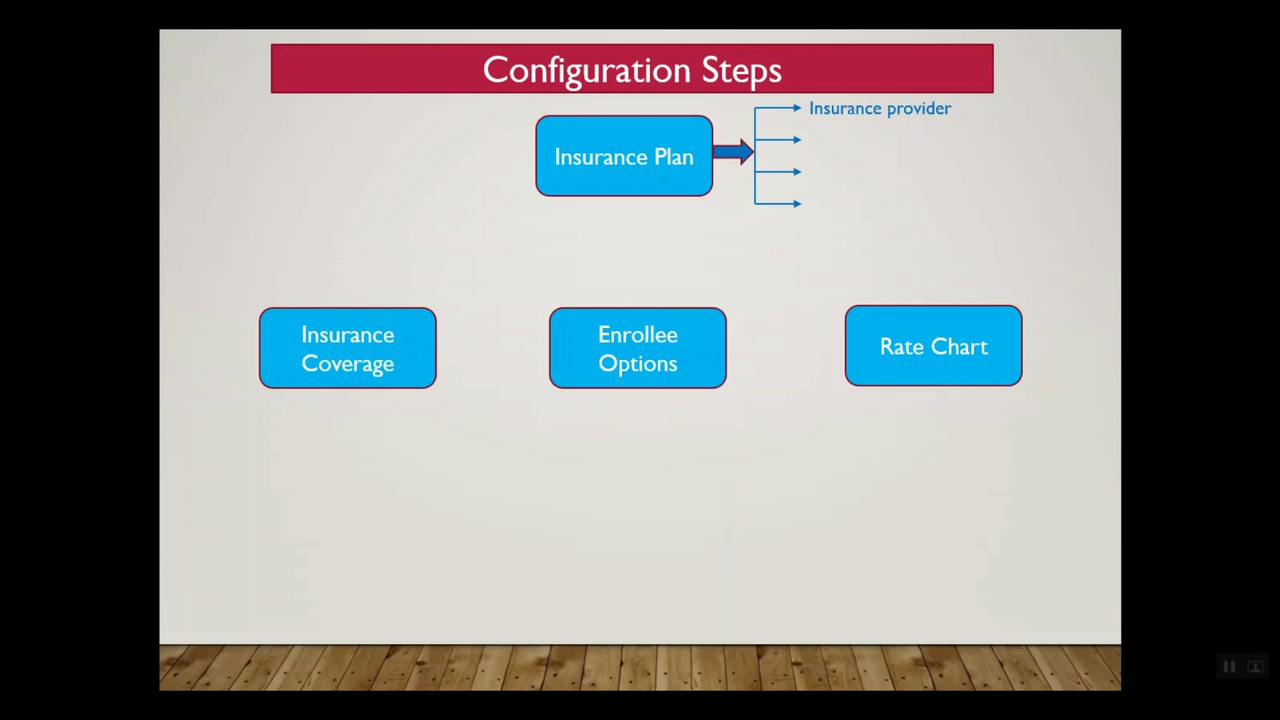 Configuration Steps
Insurance provider
Insurance Plan
Insurance
Coverage
Enrollee
Options
Rate Chart